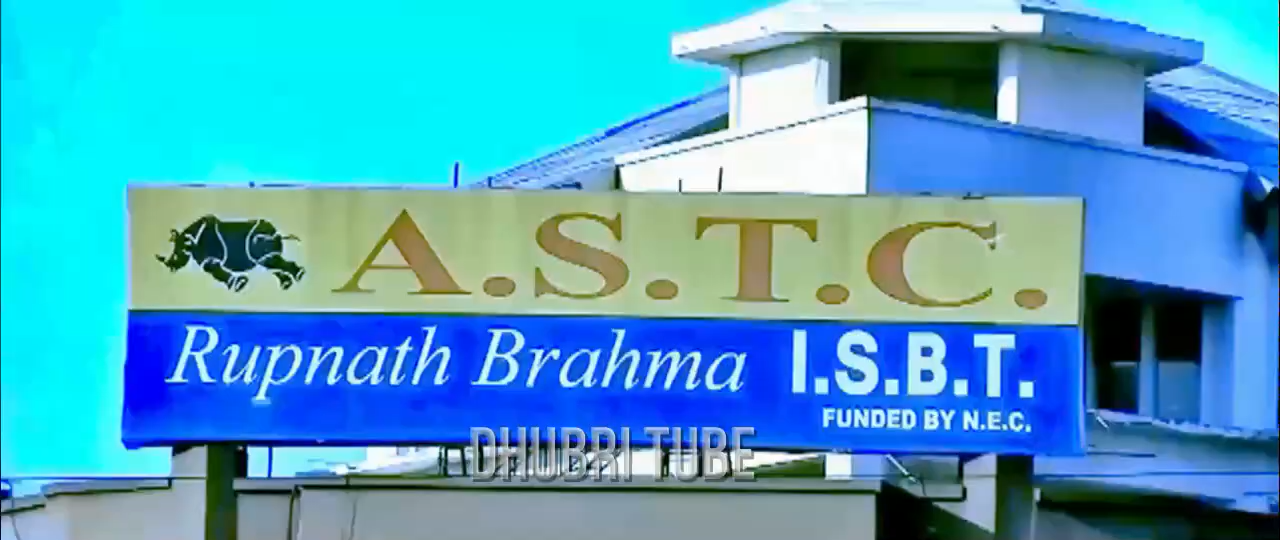 A.S.T.C.
Rupnath Brahma I.S.B.T.
FUNDED BY N.E.C.
DHUBRI TUBE